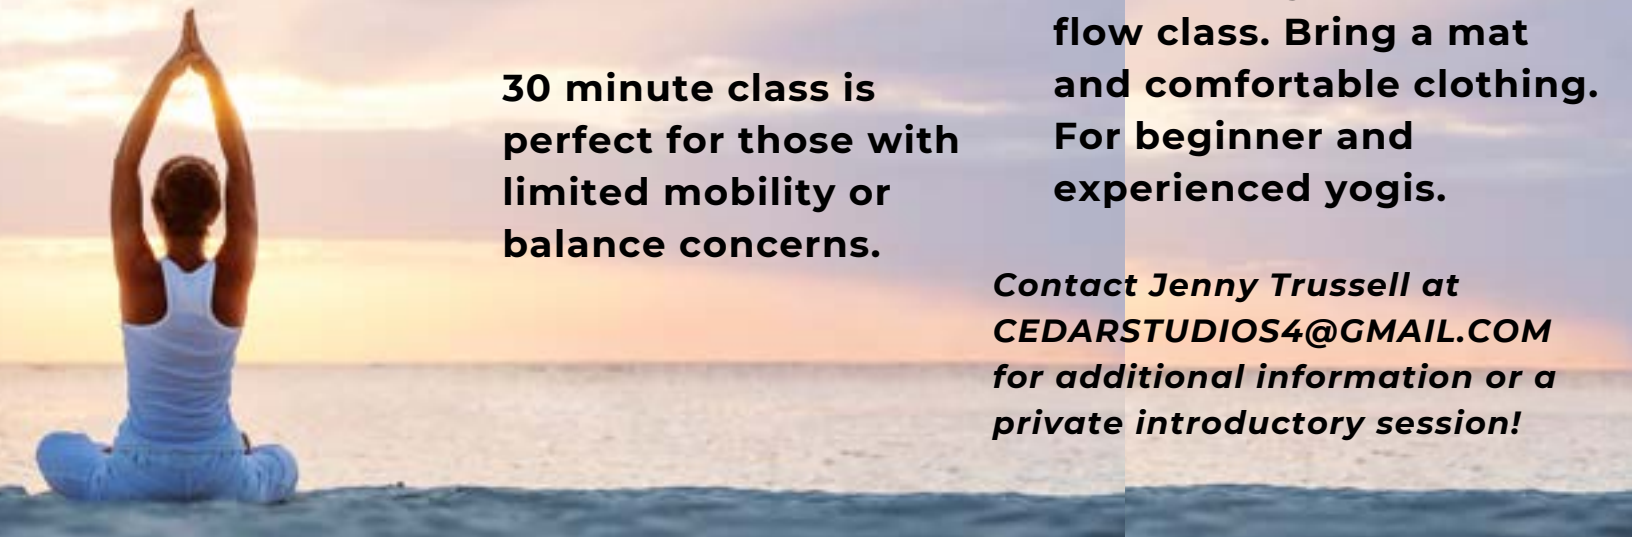 30 minute class is
perfect for those with
limited mobility or
balance concerns.
flow class. Bring a mat
and comfortable clothing.
For beginner and
experienced yogis.
Contact Jenny Trussell at
CEDARSTUDIOS4@GMAIL.COM
for additional information or a
private introductory session!